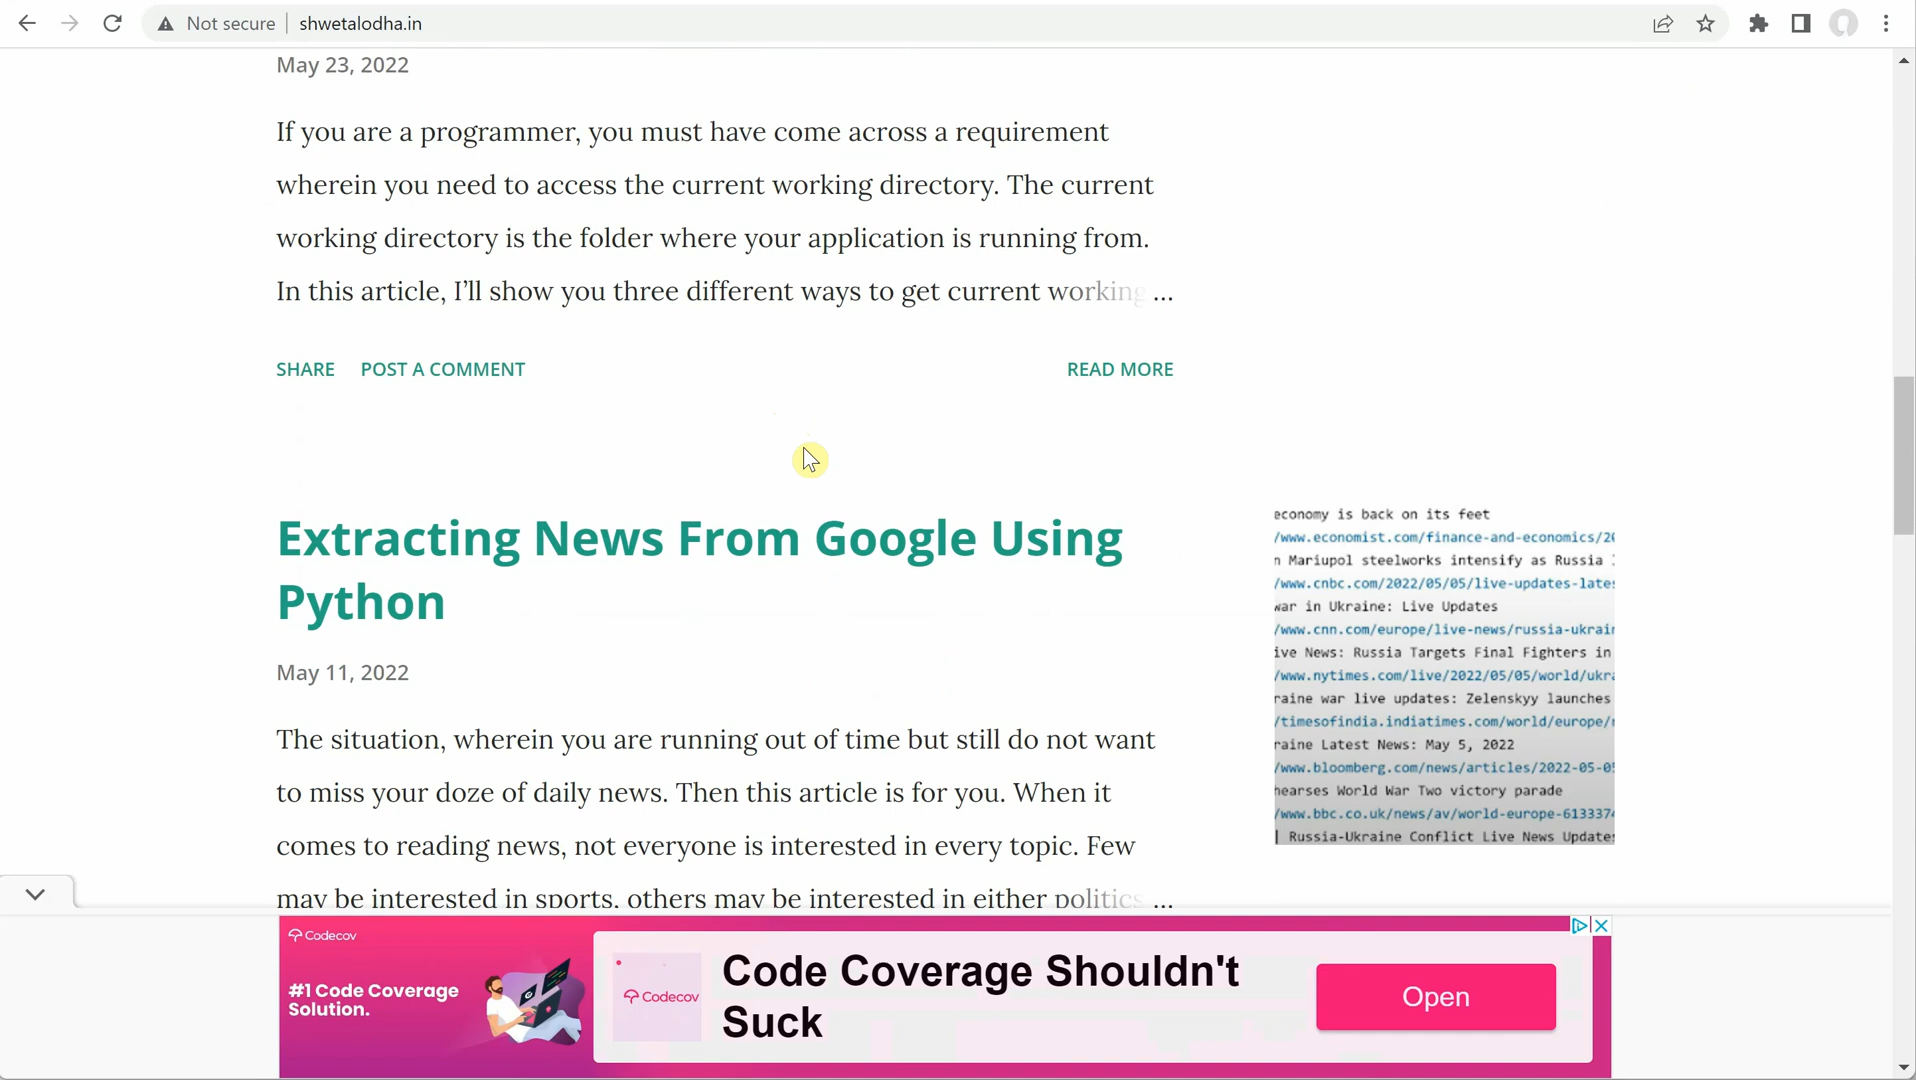 Not secure
shwetalodha.in
May 23, 2022
If you are a programmer, you must have come across a requirement
wherein you need to access the current working directory. The current
working directory is the folder where your application is running from.
In this article, I’ll show you three different ways to get current working ...
SHARE
POST A COMMENT
READ MORE
Extracting News From Google Using
Python
May 11, 2022
The situation, wherein you are running out of time but still do not want
to miss your doze of daily news. Then this article is for you. When it
comes to reading news, not everyone is interested in every topic. Few
may be interested in sports, others may be interested in either politics ...
economy is back on its feet
/www.economist.com/finance-and-economics/20
n Mariupol steelworks intensify as Russia
/www.cnbc.com/2022/05/05/live-updates-lates
war in Ukraine: Live Updates
/www.cnn.com/europe/live-news/russia-ukrain
ive News: Russia Targets Final Fighters in
/www.nytimes.com/live/2022/05/05/world/ukra
raine war live updates: Zelenskyy launches
/timesofindia.indiatimes.com/world/europe/
raine Latest News: May 5, 2022
/www.bloomberg.com/news/articles/2022-05-05
hearses World War Two victory parade
/www.bbc.co.uk/news/av/world-europe-6133374
| Russia-Ukraine Conflict Live News Updates
Codecov
#1 Code Coverage
Solution.
Codecov
Code Coverage Shouldn't
Suck
Open